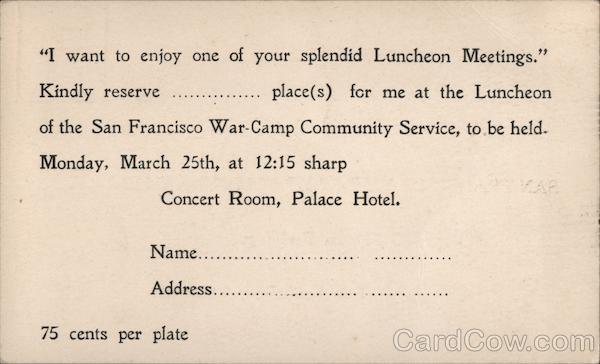 "I want to enjoy one of your splendid Luncheon Meetings."
Kindly reserve ............... place(s) for me at the Luncheon
of the San Francisco War-Camp Community Service, to be held
Monday, March 25th, at 12:15 sharp
Concert Room, Palace Hotel.
Name........................... .............
Address........................ ...... .......
75 cents per plate
CardCow.com